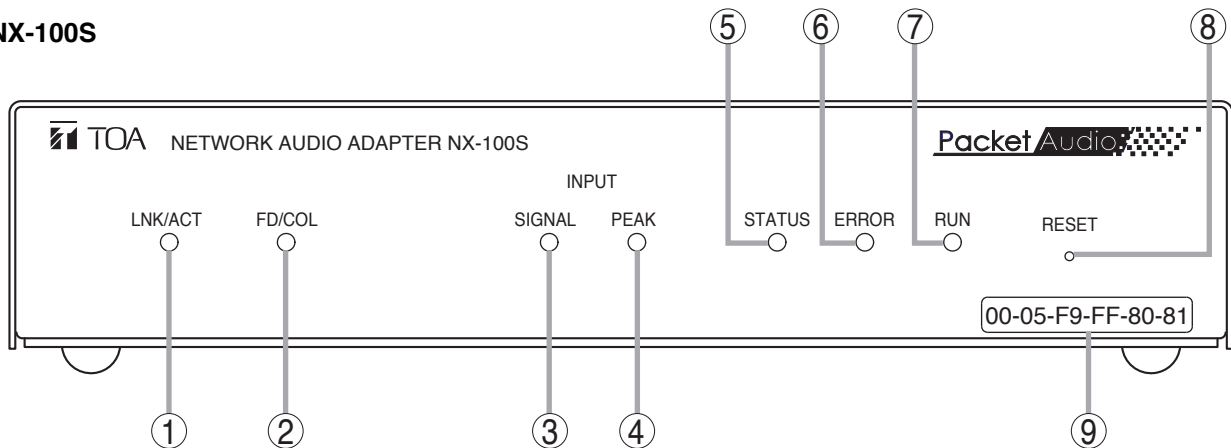 NX-100S
⑤ ⑥ ⑦ ⑧
TOA NETWORK AUDIO ADAPTER NX-100S
Packet Audio
INPUT
LNK/ACT FD/COL SIGNAL PEAK STATUS ERROR RUN RESET
00-05-F9-FF-80-81
① ② ③ ④ ⑨